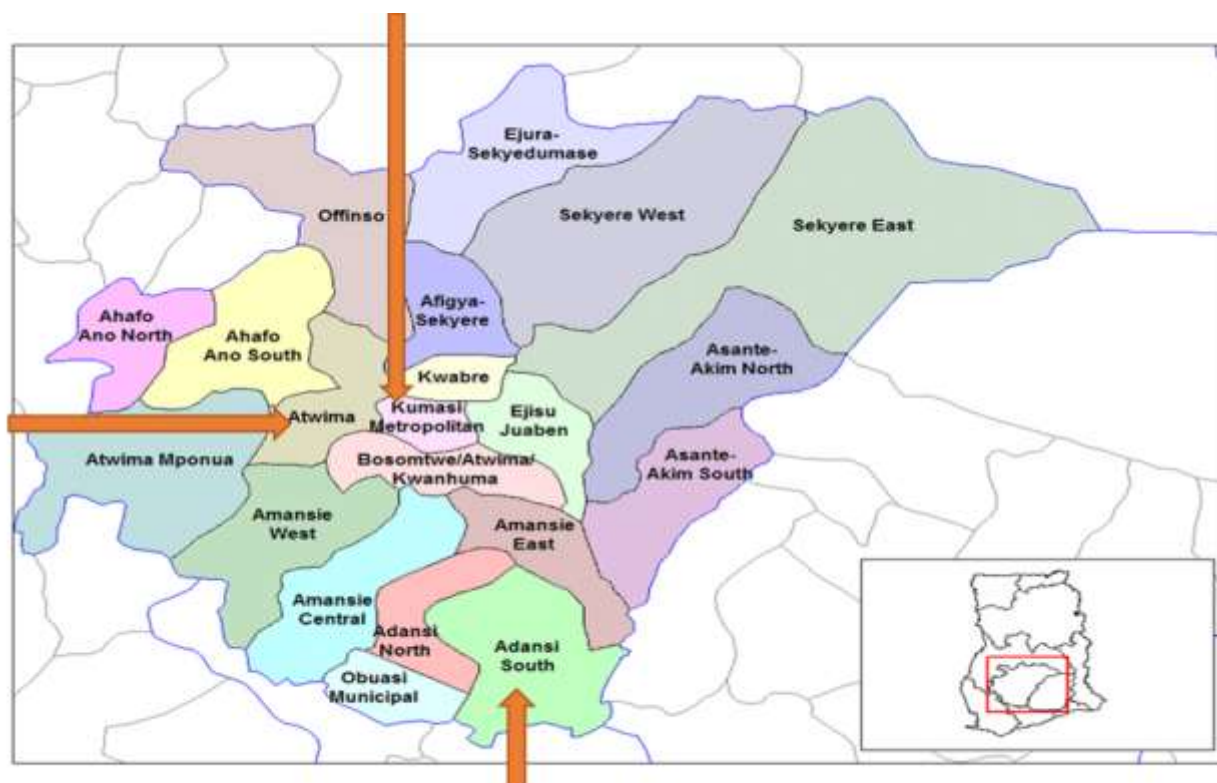 Ejura-
Sekyedumase
Offinso
Sekyere West
Sekyere East
Afigya-
Sekyere
Ahafo
Ano North
Ahafo
Ano South
Asante-
Akim North
Kwabre
Atwima
Kumasi
Metropolitan
Ejisu
Juaben
Atwima Mponua
Bosomtwe/Atwima/
Kwanhuma
Asante-
Akim South
Amansie
West
Amansie
East
Amansie
Central
Adansi
North
Adansi
South
Obuasi
Municipal